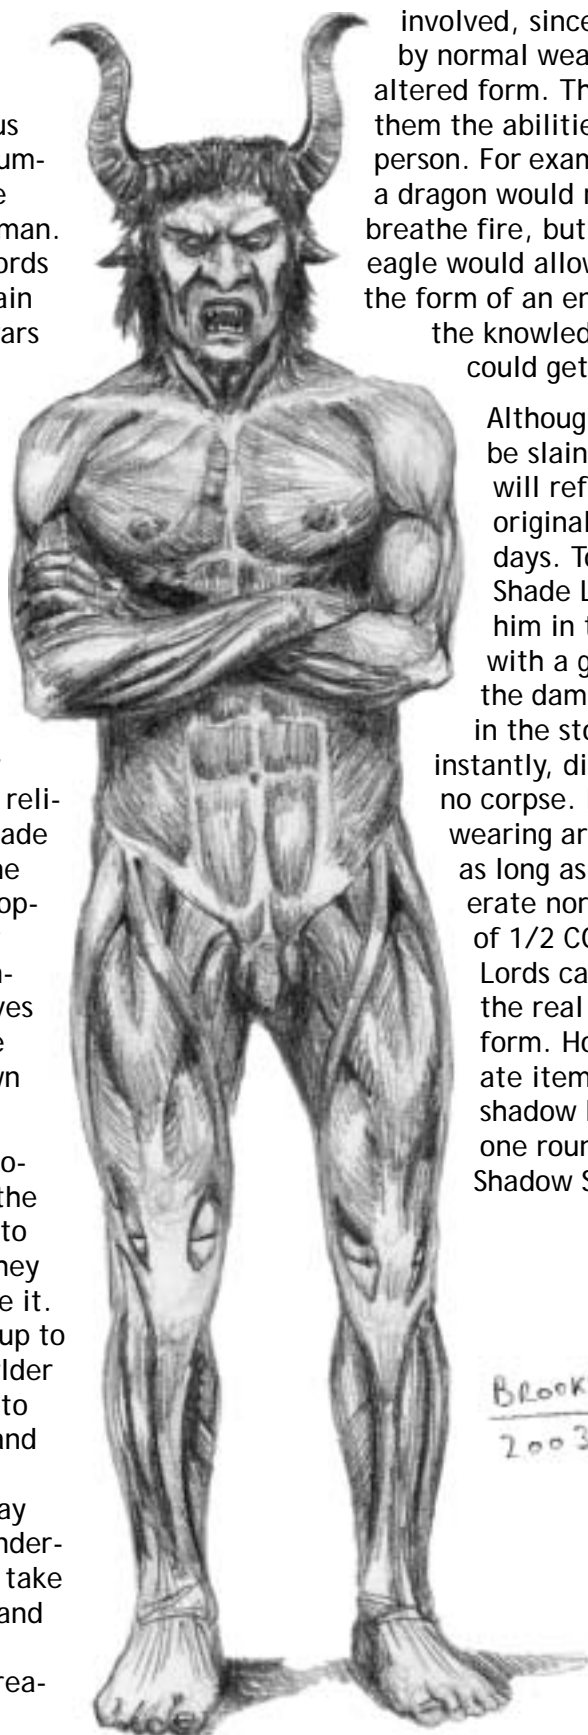 us
um-
e
man.
ords
ain
ars
reli-
ade
ne
op-
ves
e
wn
o-
the
to
hey
e it.
up to
lder
to
and
ay
nder-
take
and
rea-
involved, since
by normal wea
altered form. Th
them the abilitie
person. For exam
a dragon would
breathe fire, but
eagle would allow
the form of an e
the knowled
could get
Althoug
be slain
will ref
original
days. T
Shade L
him in t
with a g
the dam
in the sto
instantly, di
no corpse.
wearing ar
as long as
erate nor
of 1/2 CO
Lords ca
the real
form. Ho
ate item
shadow
one roun
Shadow S
BROOK
2003